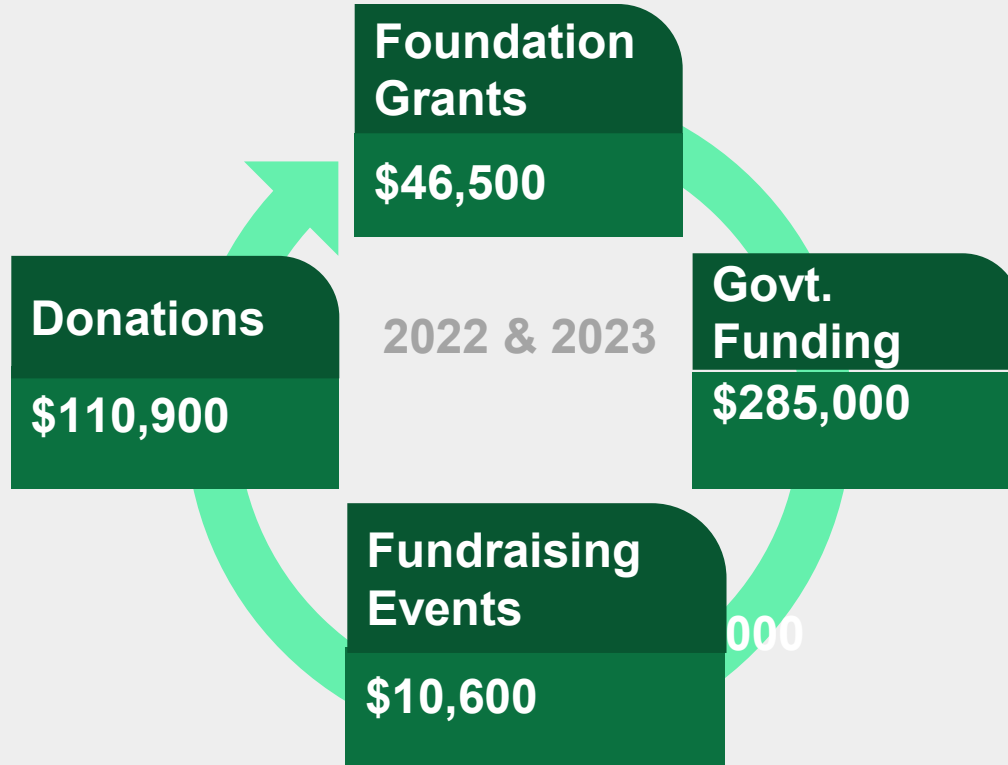 Foundation
Grants
$46,500
Donations
$110,900
2022 & 2023
Govt.
Funding
$285,000
Fundraising
Events
000
$10,600